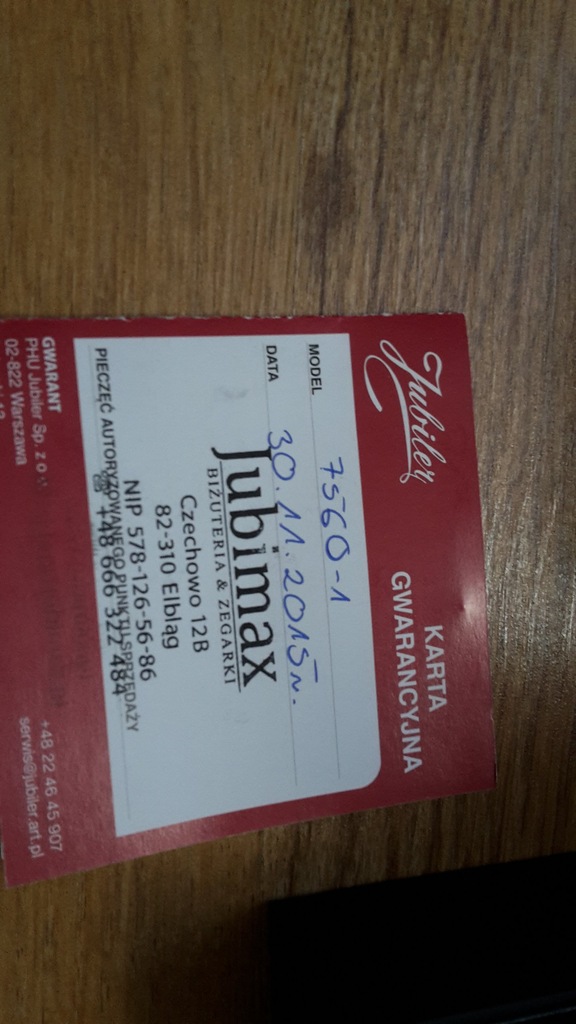 Jubiler
KARTA
GWARANCYJNA
MODEL 7560-1
DATA 30.11.2015r.
Jubimax
BIŻUTERIA & ZEGARKI
Czechowo 12B
82-310 Elbląg
NIP 578-126-56-86
☎ +48 666 322 484
PIECZĘĆ AUTORYZOWANEGO PUNKTU SPRZEDAŻY
GWARANT
PHU Jubiler Sp. z o.o.
02-822 Warszawa
+48 22 46 45 907
serwis@jubiler.art.pl